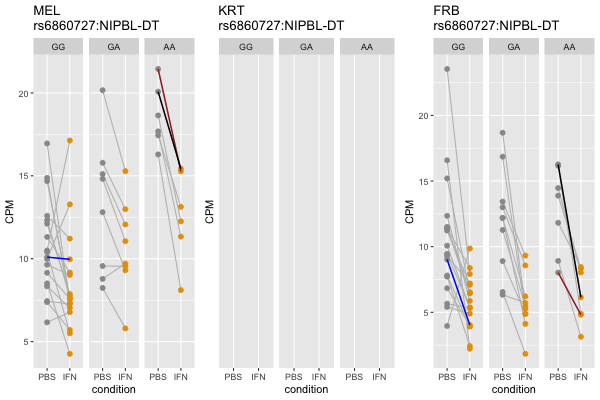 MEL
rs6860727:NIPBL-DT
GG GA AA
CPM
20
15
10
5
PBS IFN PBS IFN PBS IFN
condition
KRT
rs6860727:NIPBL-DT
GG GA AA
CPM
PBS IFN PBS IFN PBS IFN
condition
FRB
rs6860727:NIPBL-DT
GG GA AA
CPM
20
15
10
5
PBS IFN PBS IFN PBS IFN
condition